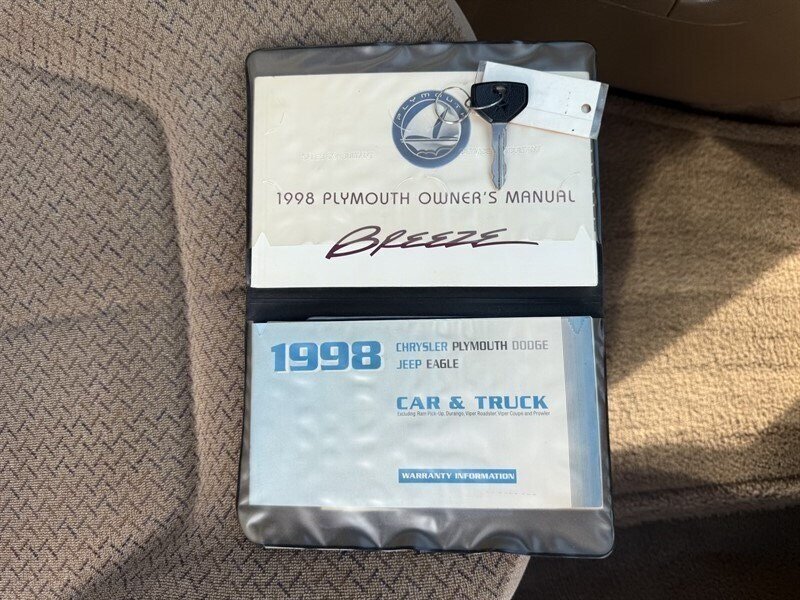 PLYMOUTH
1998 PLYMOUTH OWNER'S MANUAL
BREEZE
1998
CHRYSLER PLYMOUTH DODGE
JEEP EAGLE
CAR & TRUCK
Excluding Ram Pick-Up, Durango, Viper Roadster, Viper Coupe and Prowler
WARRANTY INFORMATION